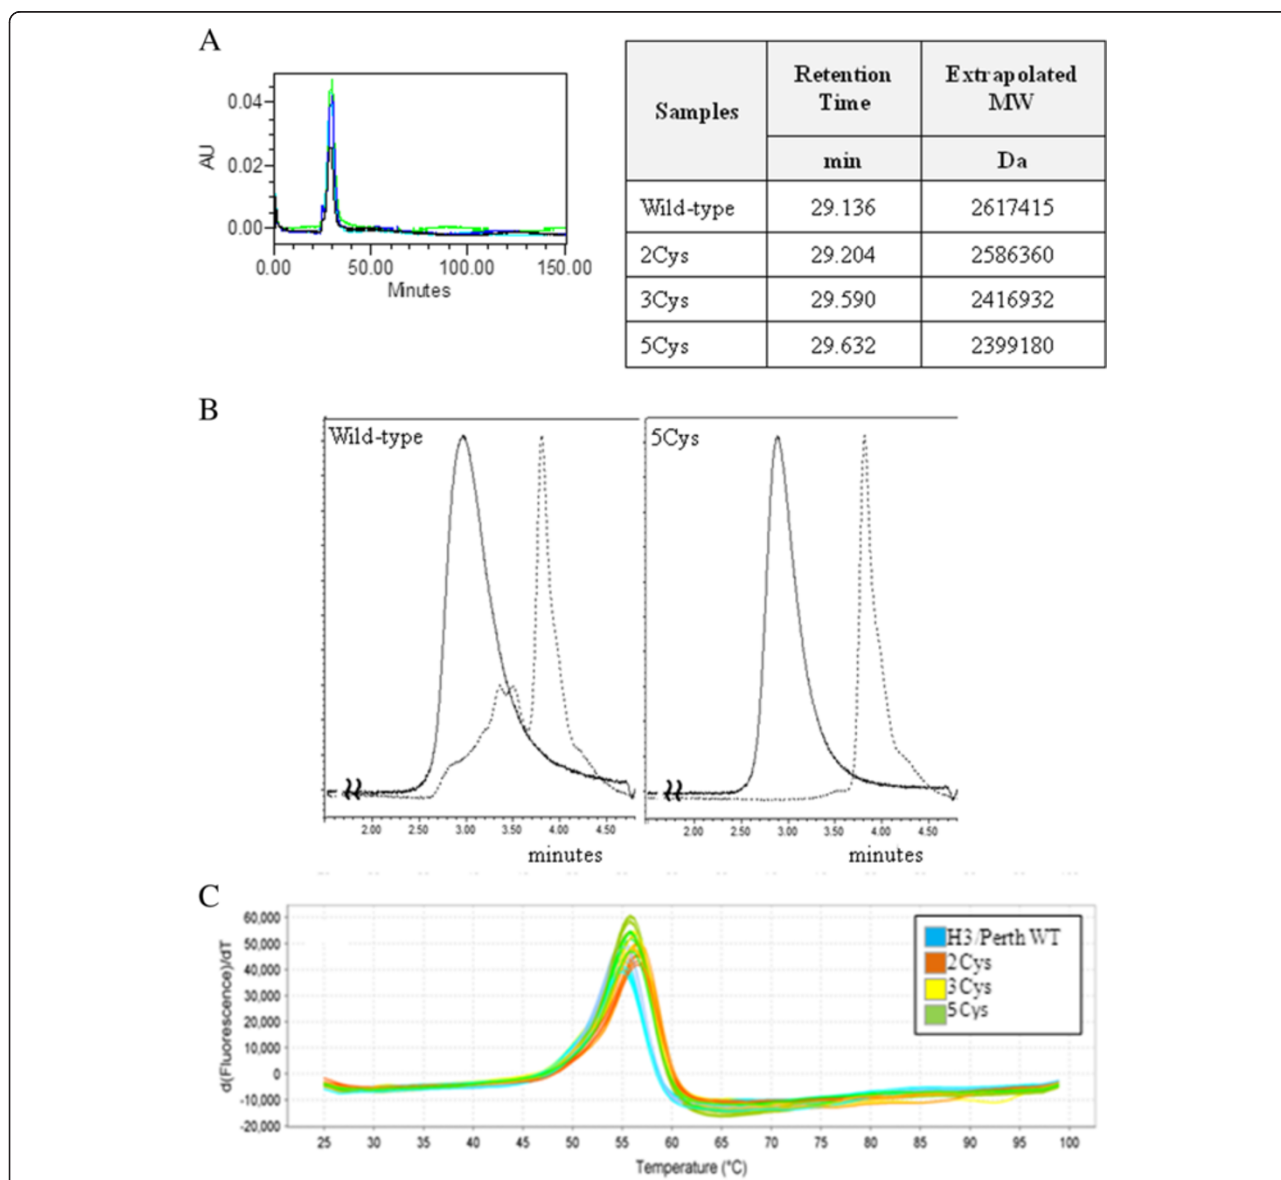 A
AU
0.04
0.02
0.00
0.00 50.00 100.00 150.00
Minutes
Samples Retention Time Extrapolated MW
min Da
Wild-type 29.136 2617415
2Cys 29.204 2586360
3Cys 29.590 2416932
5Cys 29.632 2399180
B
Wild-type
2.00 2.50 3.00 3.50 4.00 4.50
minutes
5Cys
2.00 2.50 3.00 3.50 4.00 4.50
minutes
C
d(Fluorescence)/dT
60,000
50,000
40,000
30,000
20,000
10,000
0
-10,000
-20,000
25 30 35 40 45 50 55 60 65 70 75 80 85 90 95 100
Temperature (°C)
H3/Perth WT
2Cys
3Cys
5Cys